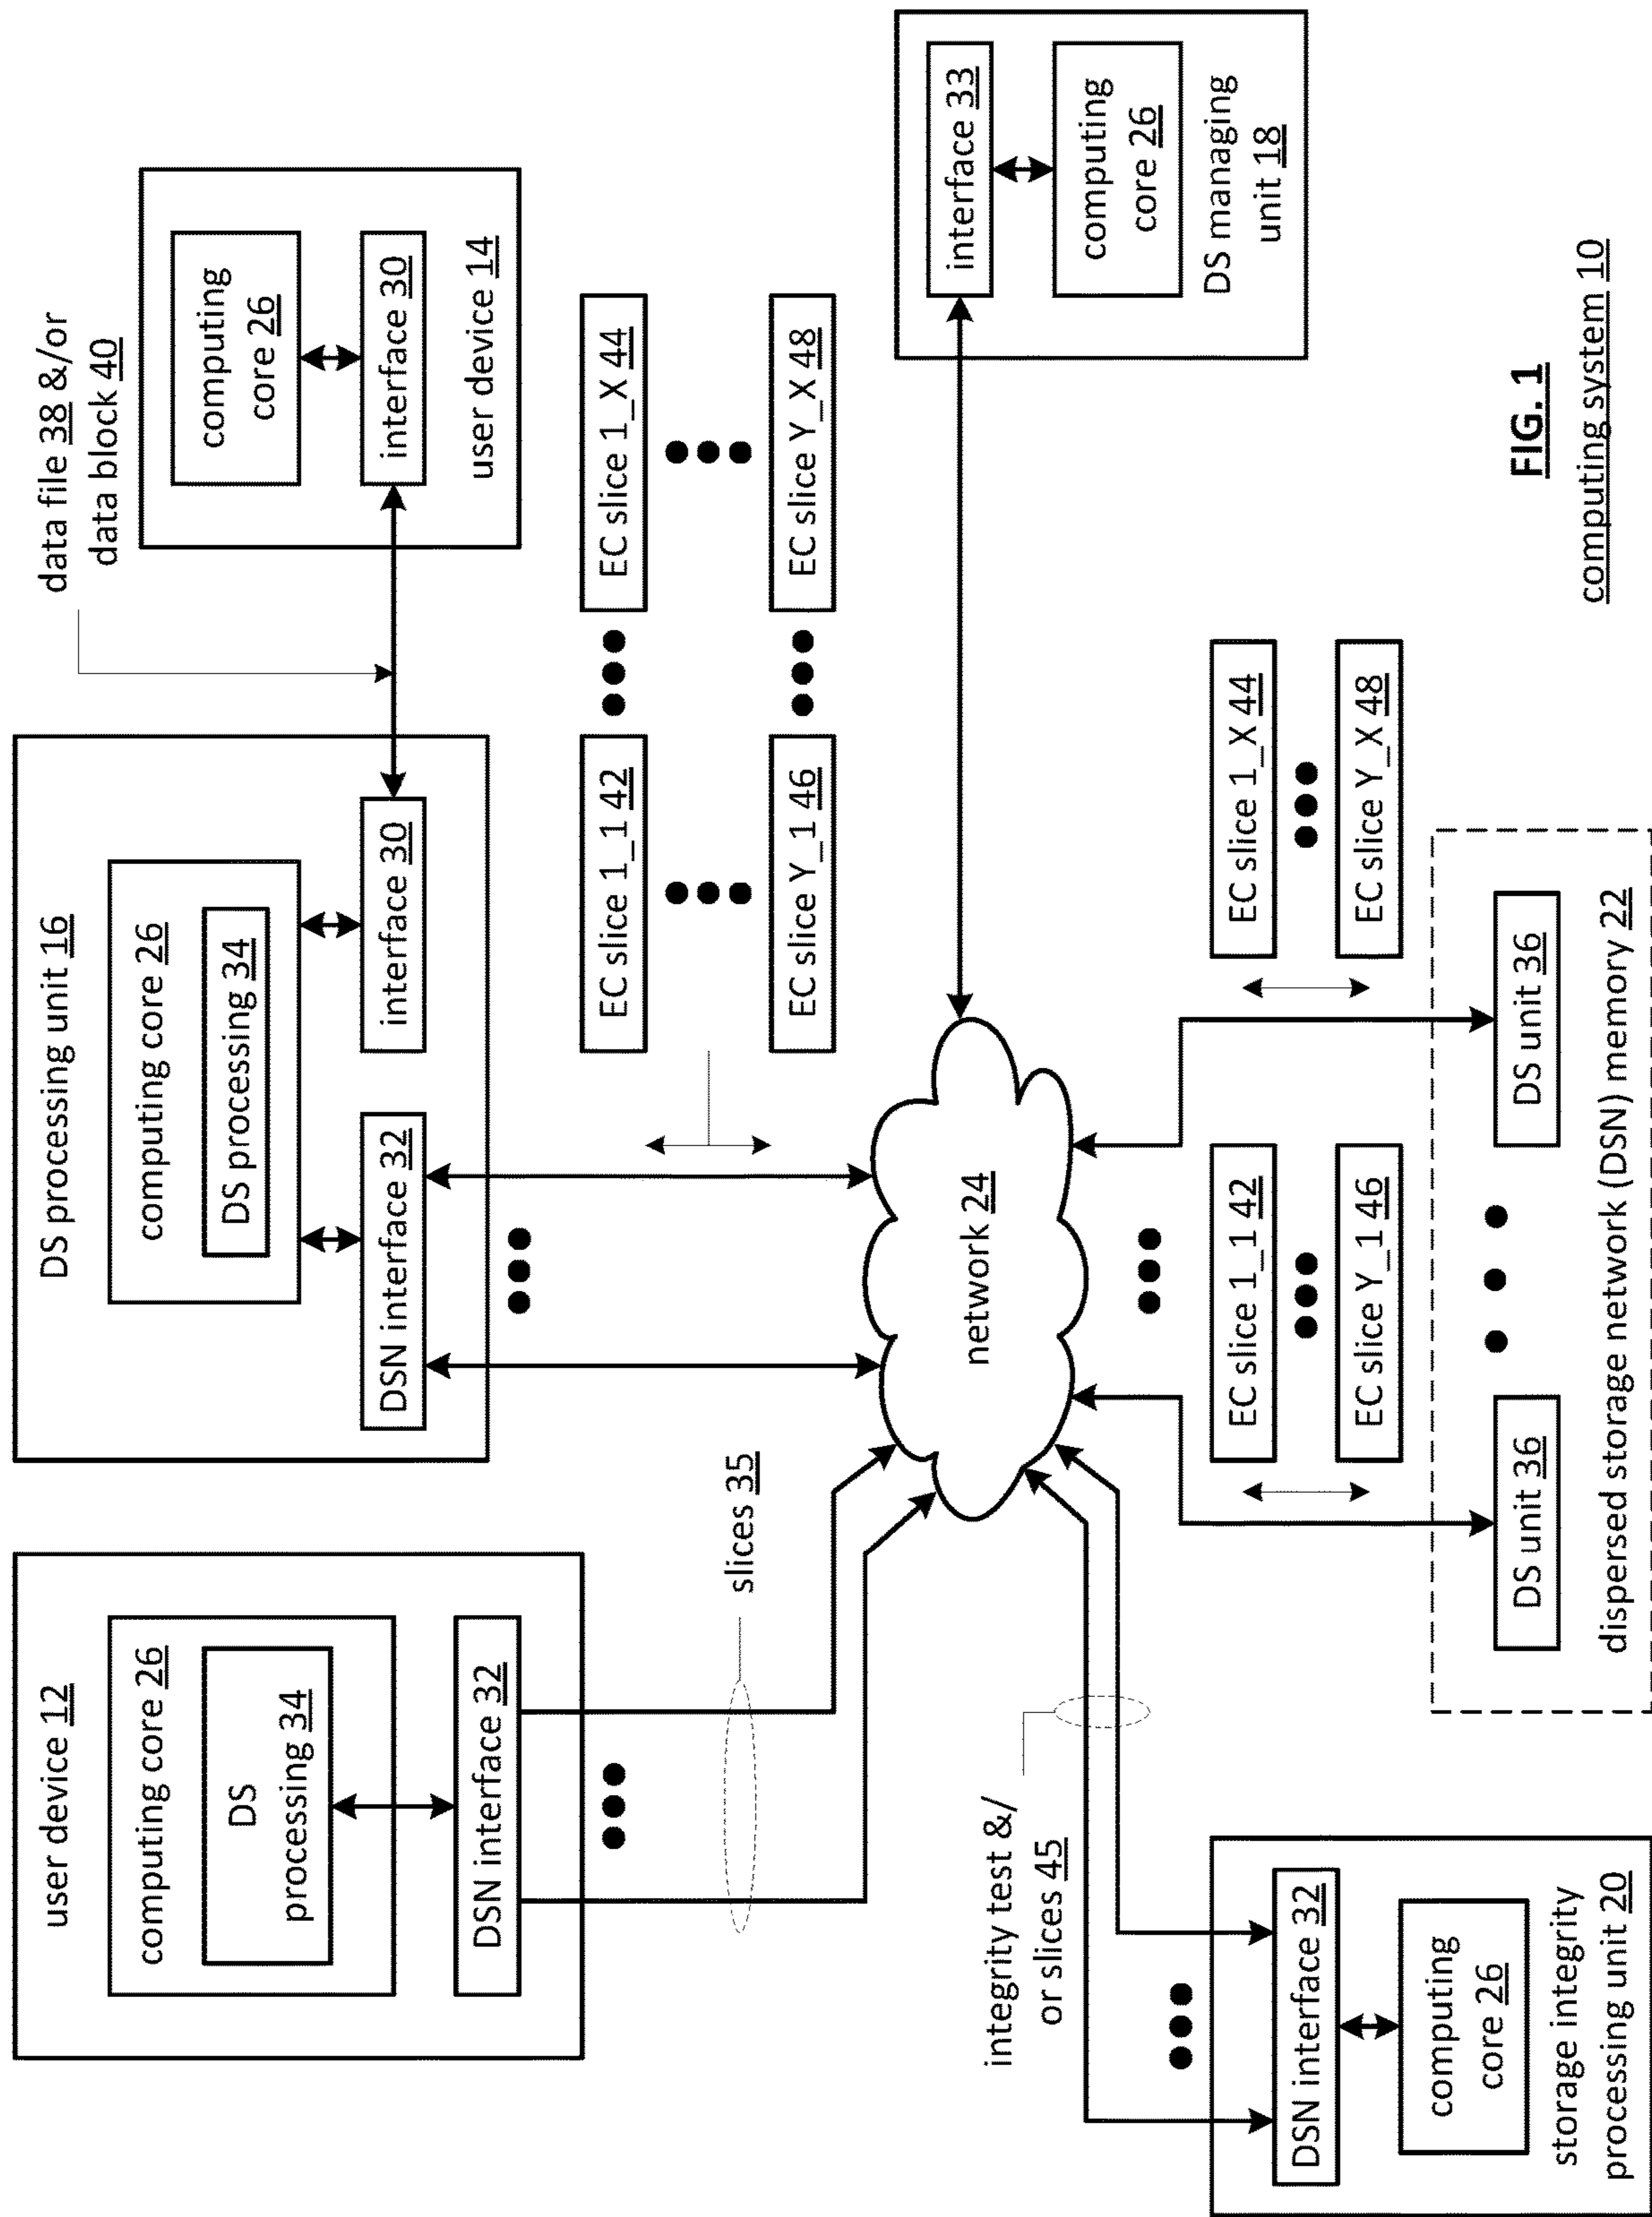 user device 12
computing core 26
DS
processing 34
DSN interface 32
slices 35
DS processing unit 16
computing core 26
DS processing 34
DSN interface 32
interface 30
data file 38 &/or
data block 40
computing
core 26
interface 30
user device 14
EC slice 1_1 42
EC slice 1_X 44
EC slice Y_1 46
EC slice Y_X 48
network 24
interface 33
computing
core 26
DS managing
unit 18
integrity test &/
or slices 45
DSN interface 32
computing
core 26
storage integrity
processing unit 20
EC slice 1_1 42
EC slice Y_1 46
EC slice 1_X 44
EC slice Y_X 48
DS unit 36
DS unit 36
dispersed storage network (DSN) memory 22
FIG. 1
computing system 10